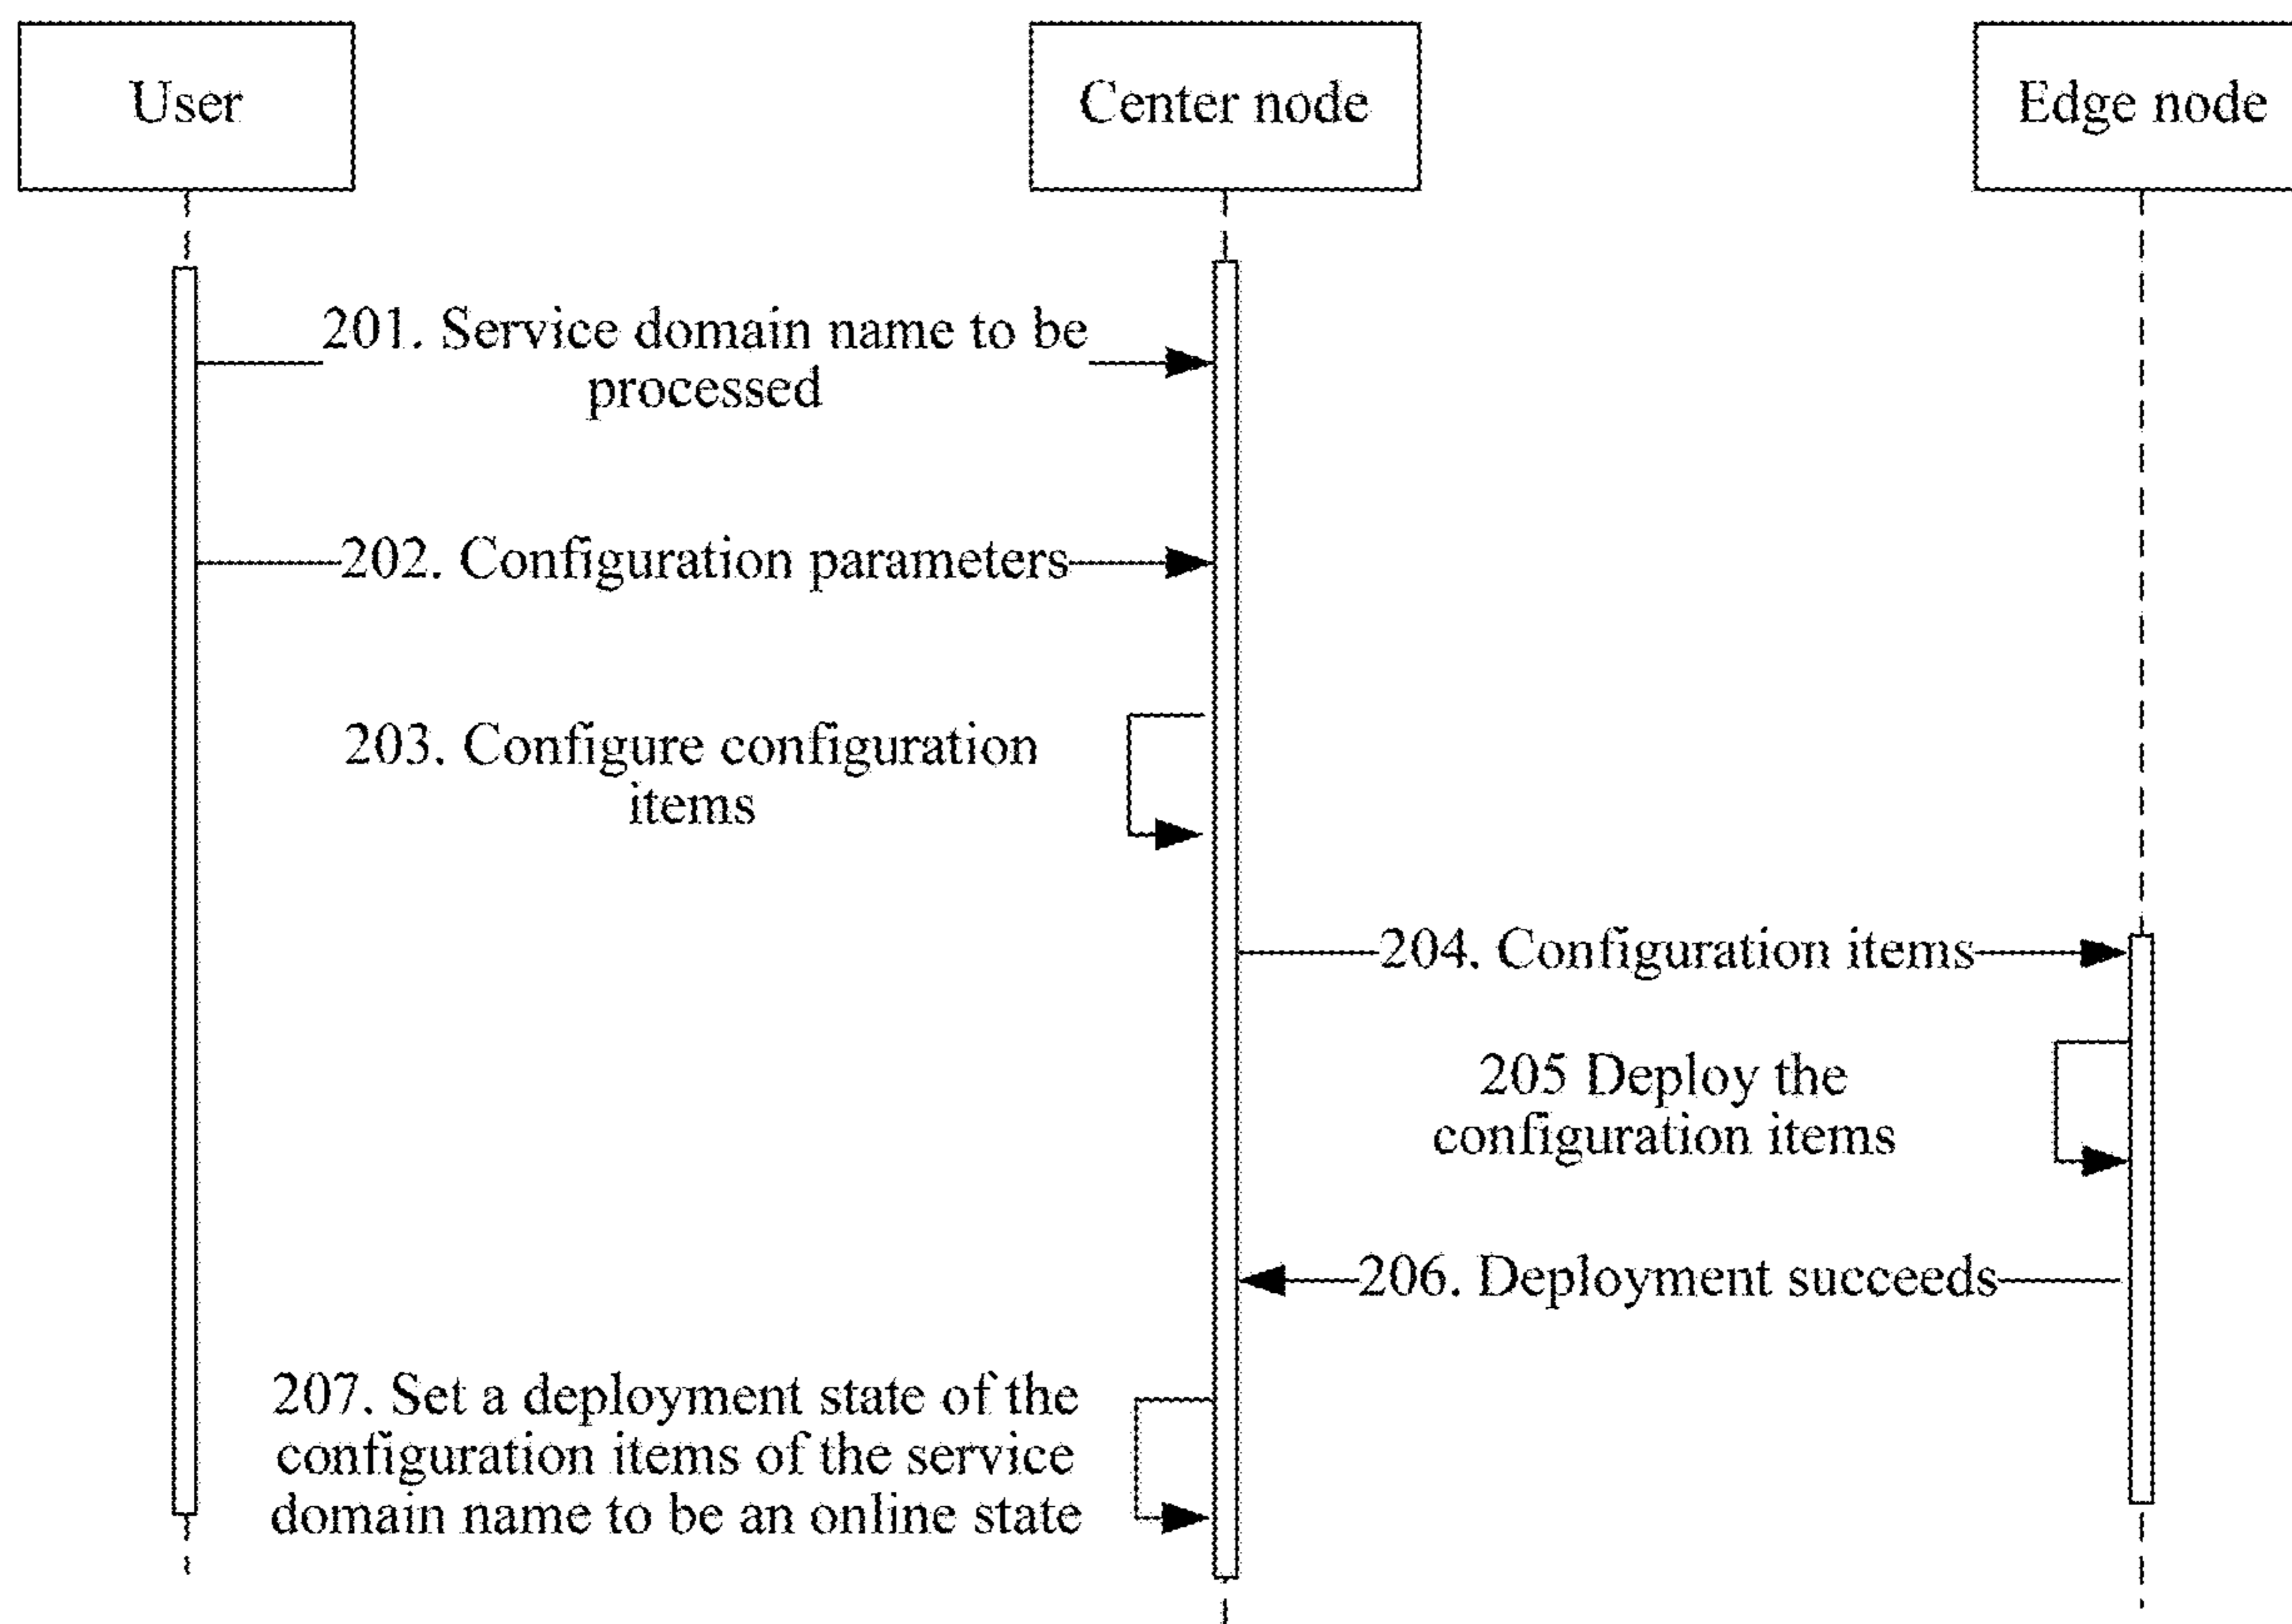 User
Center node
Edge node
201. Service domain name to be
processed
202. Configuration parameters
203. Configure configuration
items
204. Configuration items
205 Deploy the
configuration items
206. Deployment succeeds
207. Set a deployment state of the
configuration items of the service
domain name to be an online state